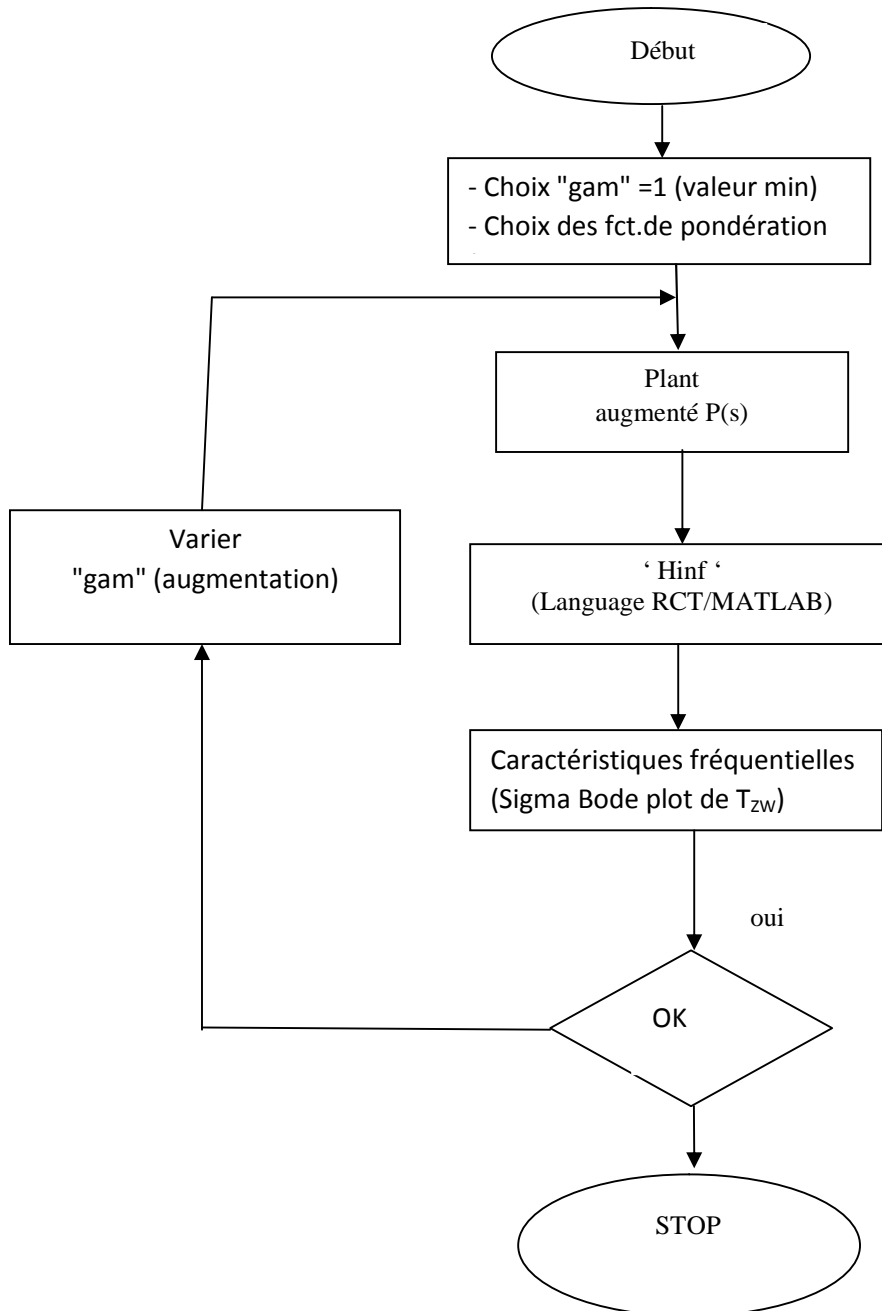 Début
- Choix "gam" =1 (valeur min)
- Choix des fct.de pondération
Plant
augmenté P(s)
Varier
"gam" (augmentation)
‘ Hinf ‘
(Language RCT/MATLAB)
Caractéristiques fréquentielles
(Sigma Bode plot de TZW)
oui
OK
STOP